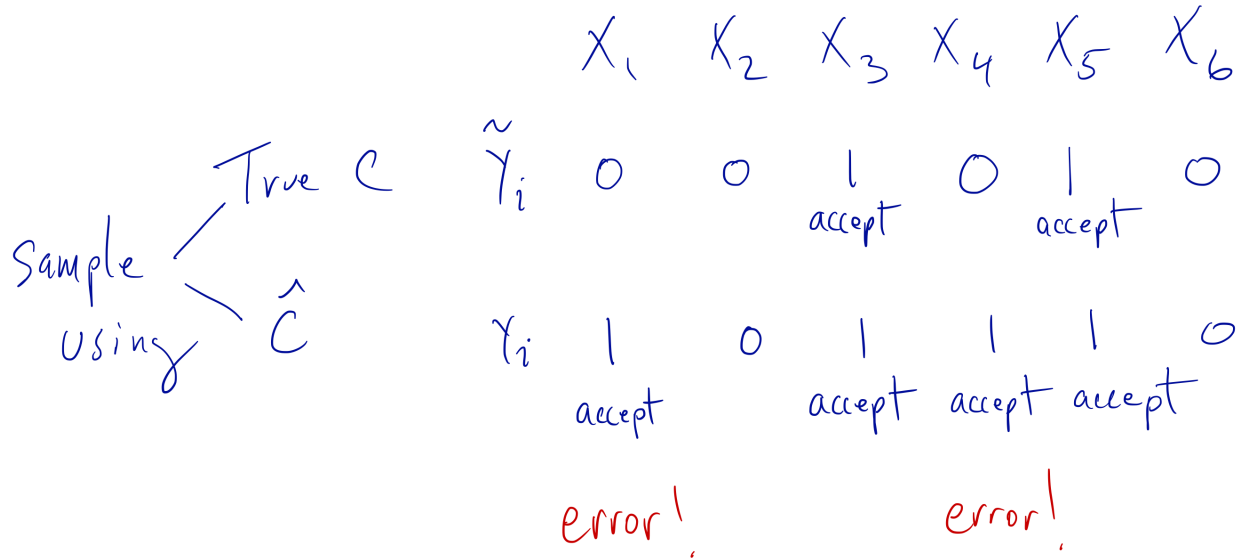 X₁ X₂ X₃ X₄ X₅ X₆
True C Ỹᵢ 0 0 1 0 1 0
accept accept
Sample
using Ĉ Yᵢ 1 0 1 1 1 0
accept accept accept accept
error! error!